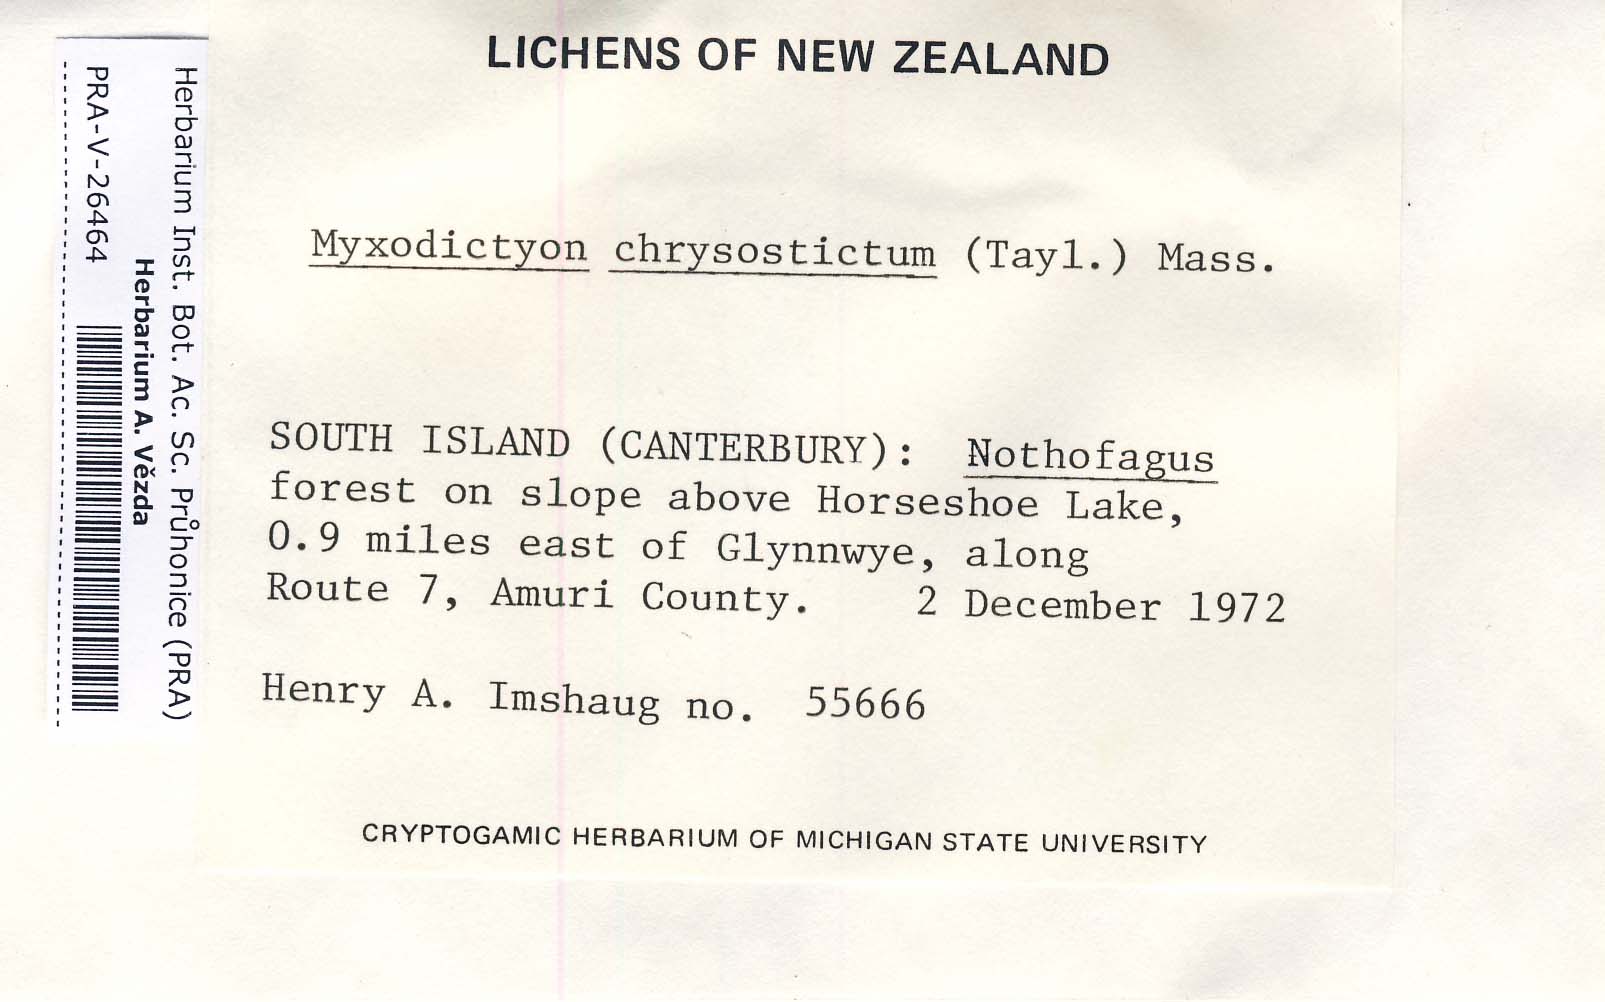 LICHENS OF NEW ZEALAND
Myxodictyon chrysostictum (Tayl.) Mass.
SOUTH ISLAND (CANTERBURY): Nothofagus
forest on slope above Horseshoe Lake,
0.9 miles east of Glynnwye, along
Route 7, Amuri County. 2 December 1972
Henry A. Imshaug no. 55666
CRYPTOGAMIC HERBARIUM OF MICHIGAN STATE UNIVERSITY
Herbarium Inst. Bot. Ac. Sc. Průhonice (PRA)
Herbarium A. Vězda
PRA-V-26464